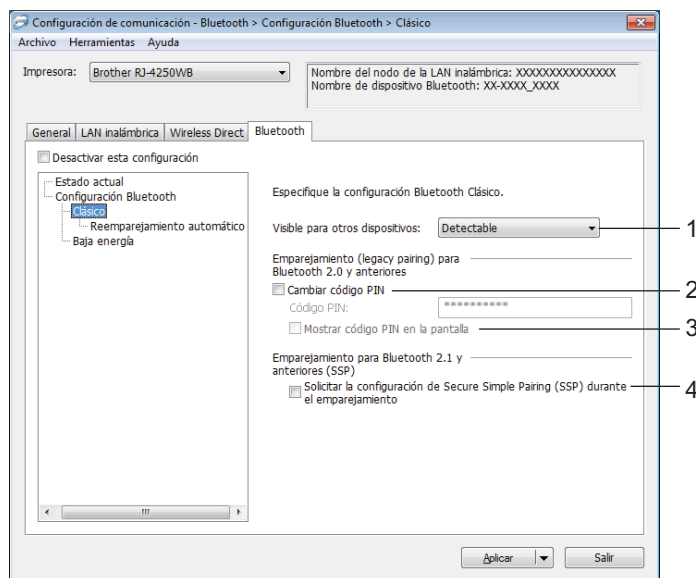 Configuración de comunicación - Bluetooth > Configuración Bluetooth > Clásico
Archivo Herramientas Ayuda
Impresora: Brother RJ-4250WB
Nombre del nodo de la LAN inalámbrica: XXXXXXXXXXXXXXX
Nombre de dispositivo Bluetooth: XX-XXXX_XXXX
General LAN inalámbrica Wireless Direct Bluetooth
Desactivar esta configuración
Estado actual
Configuración Bluetooth
Clásico
Reemparejamiento automático
Baja energía
Especifique la configuración Bluetooth Clásico.
Visible para otros dispositivos: Detectable 1
Emparejamiento (legacy pairing) para
Bluetooth 2.0 y anteriores
Cambiar código PIN 2
Código PIN: **********
Mostrar código PIN en la pantalla 3
Emparejamiento para Bluetooth 2.1 y
anteriores (SSP)
Solicitar la configuración de Secure Simple Pairing (SSP) durante 4
el emparejamiento
Aplicar Salir